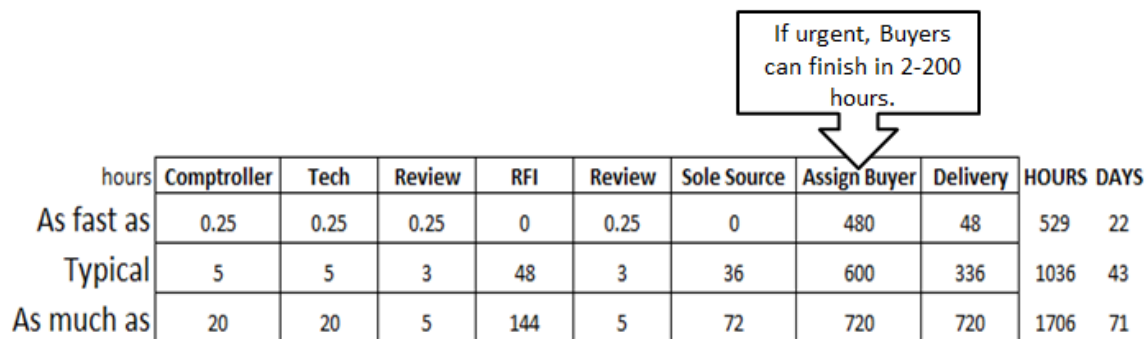 If urgent, Buyers
can finish in 2-200
hours.
hours Comptroller Tech Review RFI Review Sole Source Assign Buyer Delivery HOURS DAYS
As fast as 0.25 0.25 0.25 0 0.25 0 480 48 529 22
Typical 5 5 3 48 3 36 600 336 1036 43
As much as 20 20 5 144 5 72 720 720 1706 71